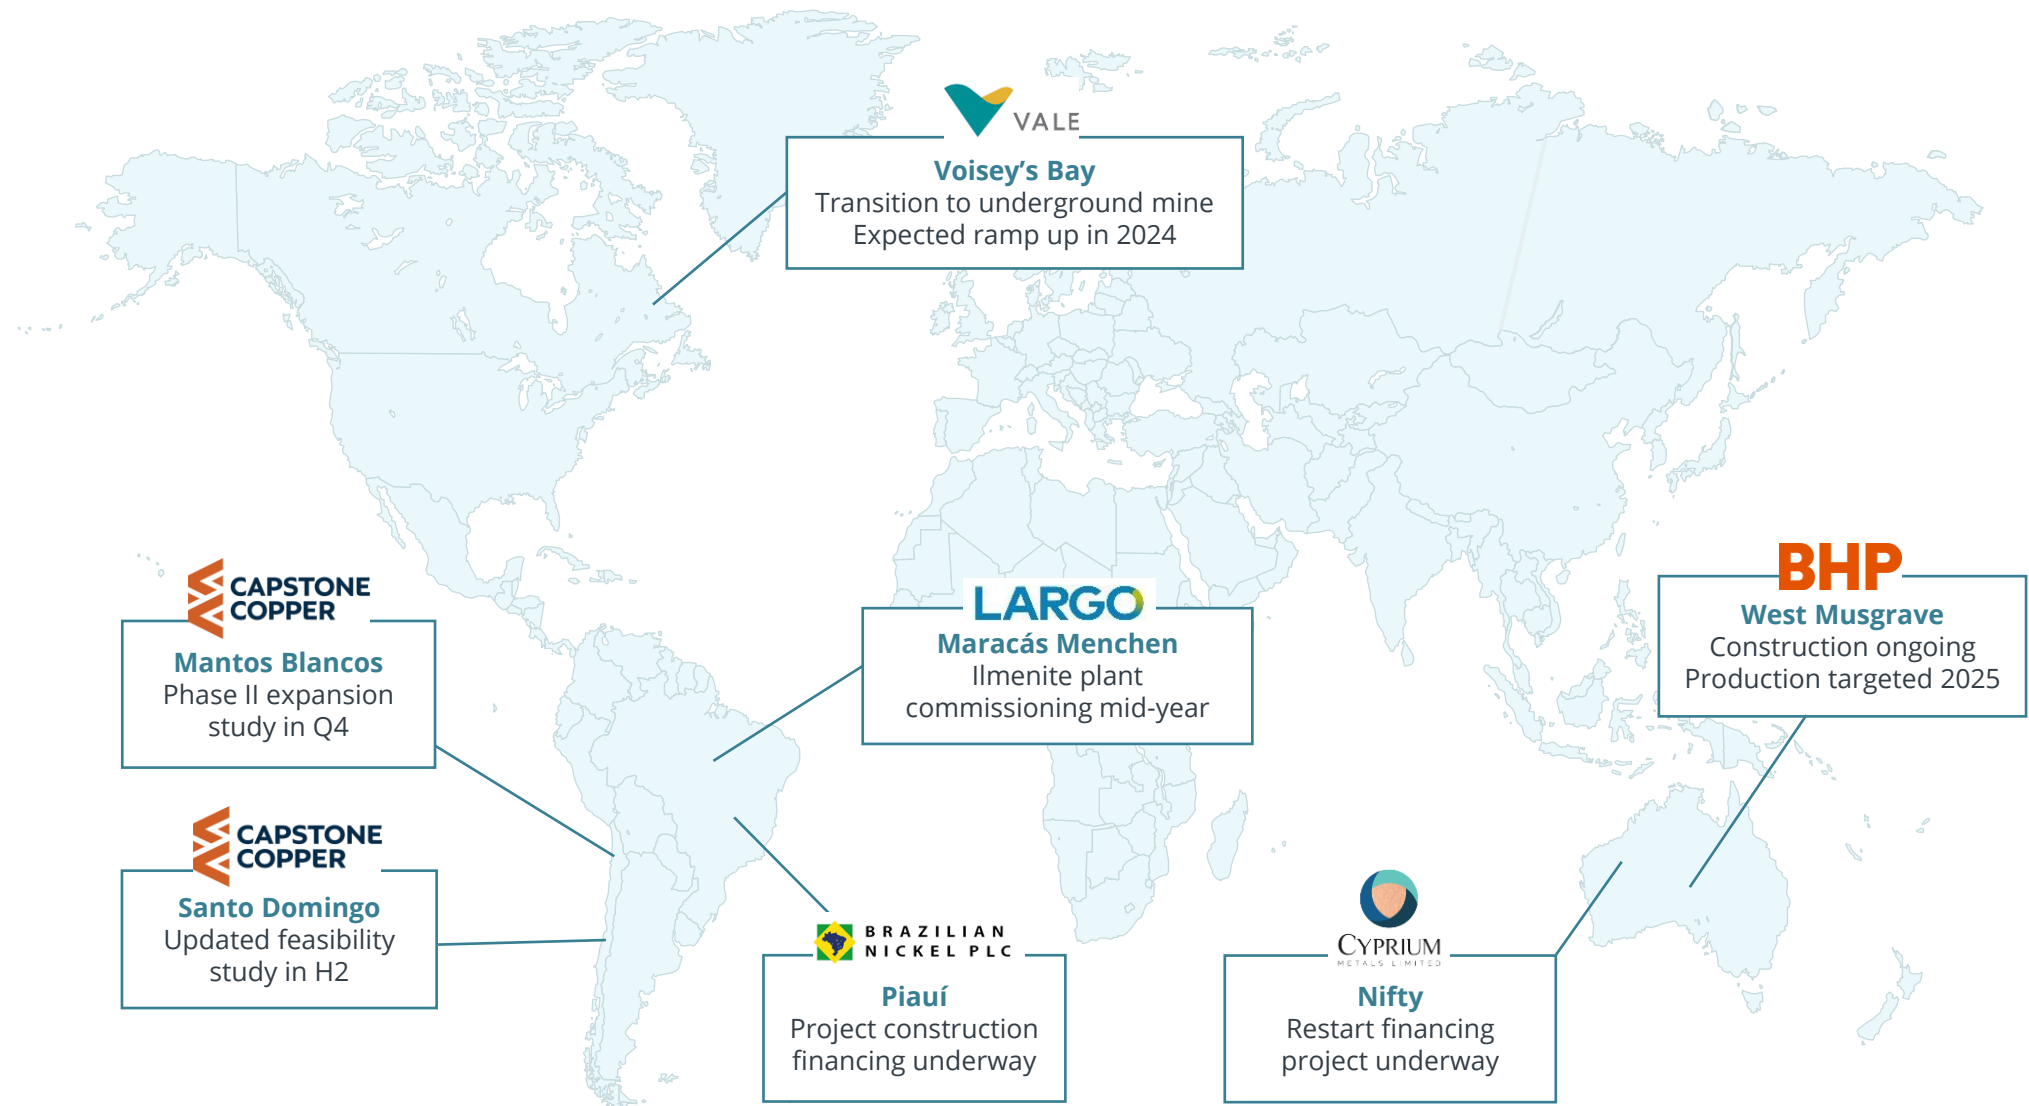 VALE
Voisey’s Bay
Transition to underground mine
Expected ramp up in 2024
CAPSTONE
COPPER
Mantos Blancos
Phase II expansion
study in Q4
LARGO
Maracás Menchen
Ilmenite plant
commissioning mid-year
BHP
West Musgrave
Construction ongoing
Production targeted 2025
CAPSTONE
COPPER
Santo Domingo
Updated feasibility
study in H2
BRAZILIAN
NICKEL PLC
Piauí
Project construction
financing underway
CYPRIUM
METALS LIMITED
Nifty
Restart financing
project underway